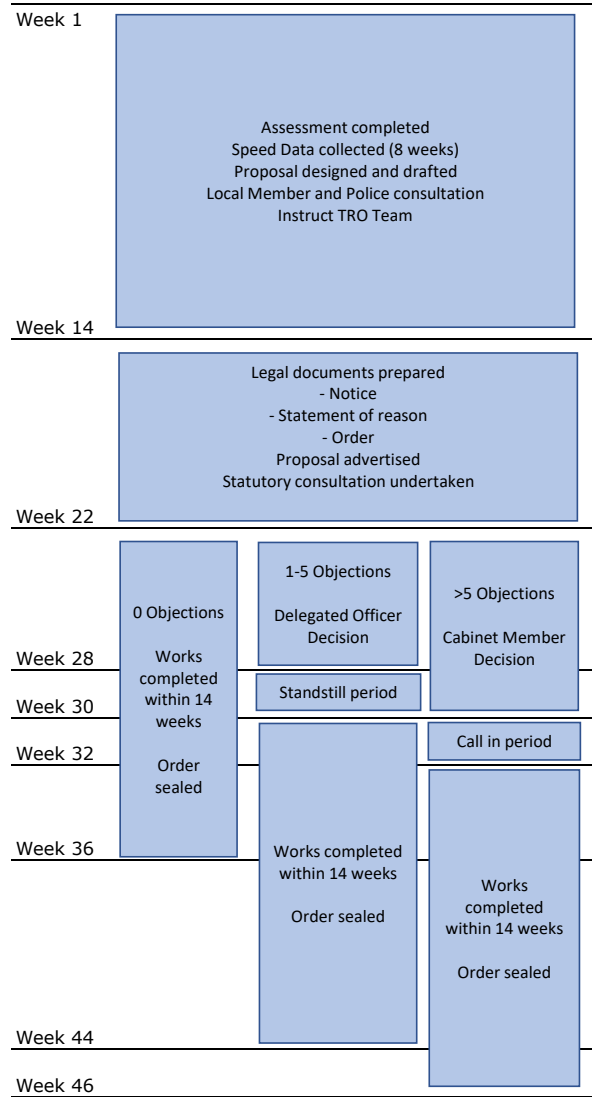 Week 1
Assessment completed
Speed Data collected (8 weeks)
Proposal designed and drafted
Local Member and Police consultation
Instruct TRO Team
Week 14
Legal documents prepared
- Notice
- Statement of reason
- Order
Proposal advertised
Statutory consultation undertaken
Week 22
0 Objections
Works
completed
within 14
weeks
Order
sealed
1-5 Objections
Delegated Officer
Decision
>5 Objections
Cabinet Member
Decision
Week 28
Standstill period
Week 30
Call in period
Week 32
Works completed
within 14 weeks
Order sealed
Week 36
Works
completed
within 14 weeks
Order sealed
Week 44
Week 46